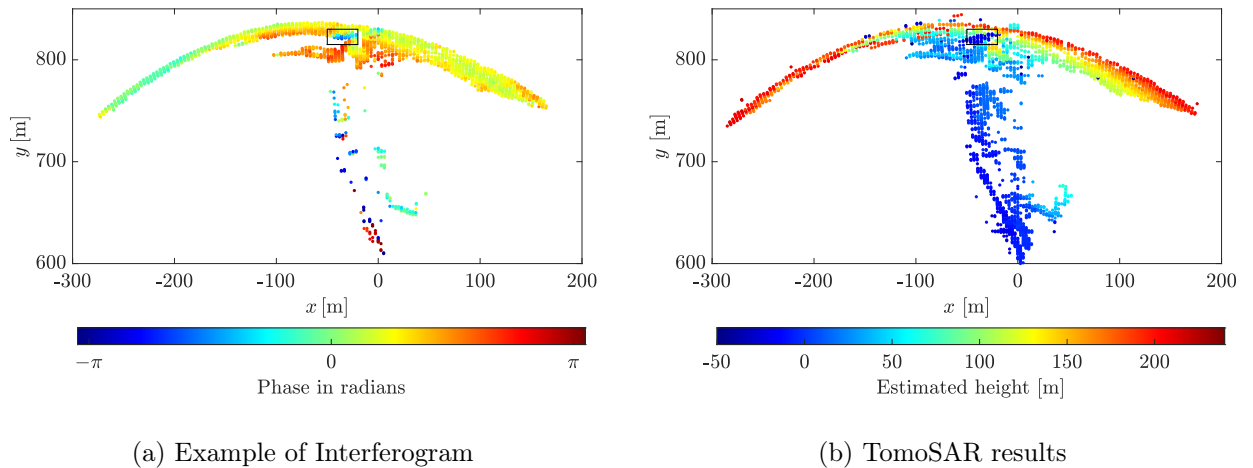 800
700
600
y [m]
-300
-200
-100
0
100
200
x [m]
−π
0
π
Phase in radians
(a) Example of Interferogram
800
700
600
y [m]
-300
-200
-100
0
100
200
x [m]
-50
0
50
100
150
200
Estimated height [m]
(b) TomoSAR results